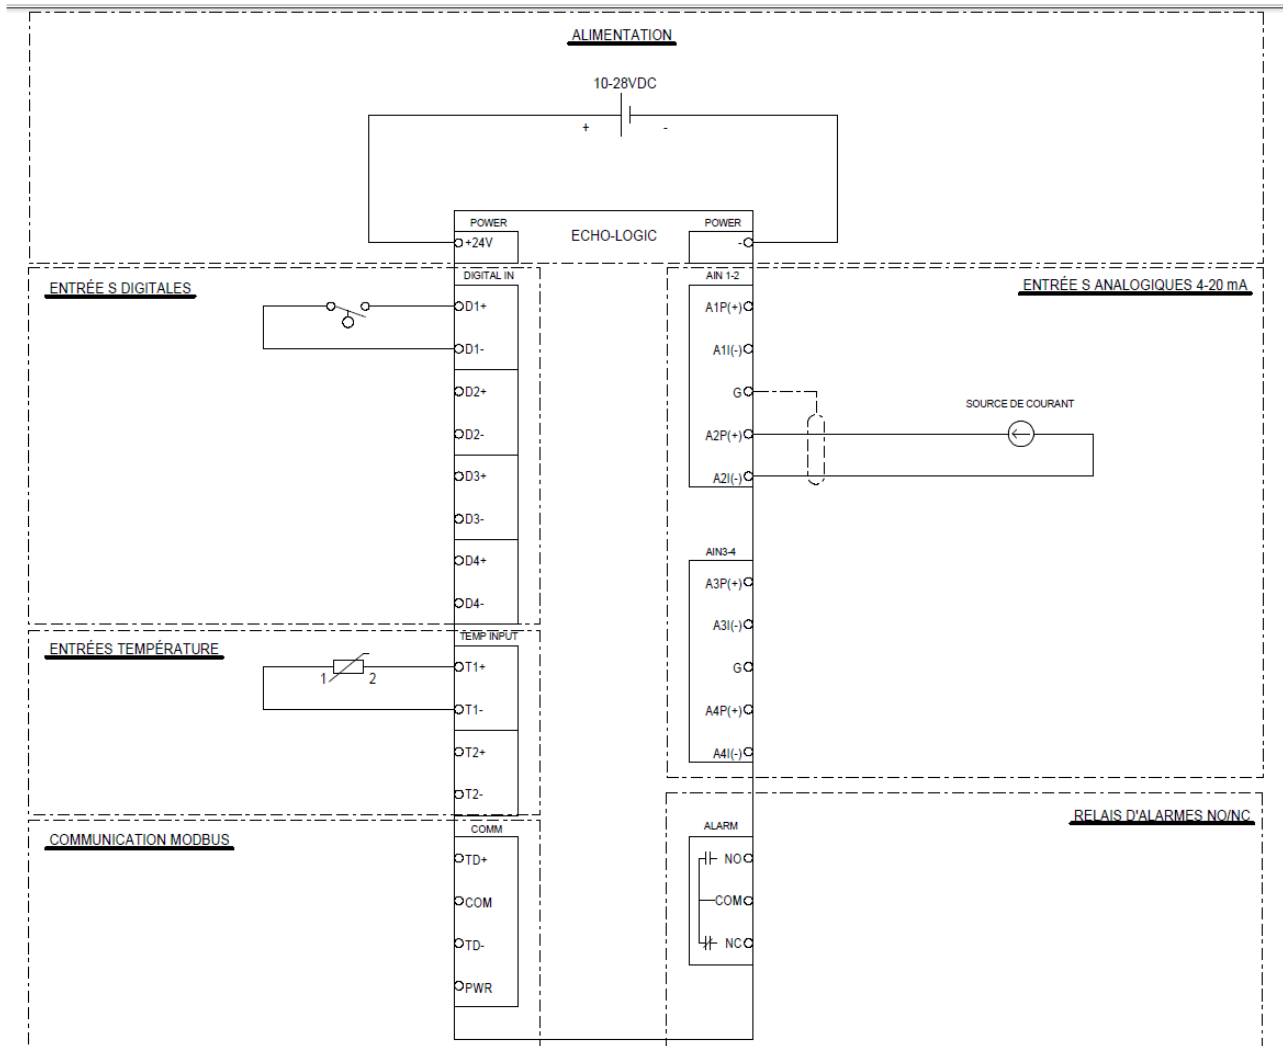 ALIMENTATION
10-28VDC
+ -
POWER
ECHO-LOGIC
POWER
+24V
-
ENTRÉE S DIGITALES
DIGITAL IN
D1+
D1-
D2+
D2-
D3+
D3-
D4+
D4-
AIN 1-2
ENTRÉE S ANALOGIQUES 4-20 mA
A1P(+)
A1I(-)
G
A2P(+)
A2I(-)
SOURCE DE COURANT
AIN3-4
A3P(+)
A3I(-)
G
A4P(+)
A4I(-)
ENTRÉES TEMPÉRATURE
TEMP INPUT
1 2
T1+
T1-
T2+
T2-
COMMUNICATION MODBUS
COMM
TD+
COM
TD-
PWR
RELAIS D'ALARMES NO/NC
ALARM
NO
COM
NC